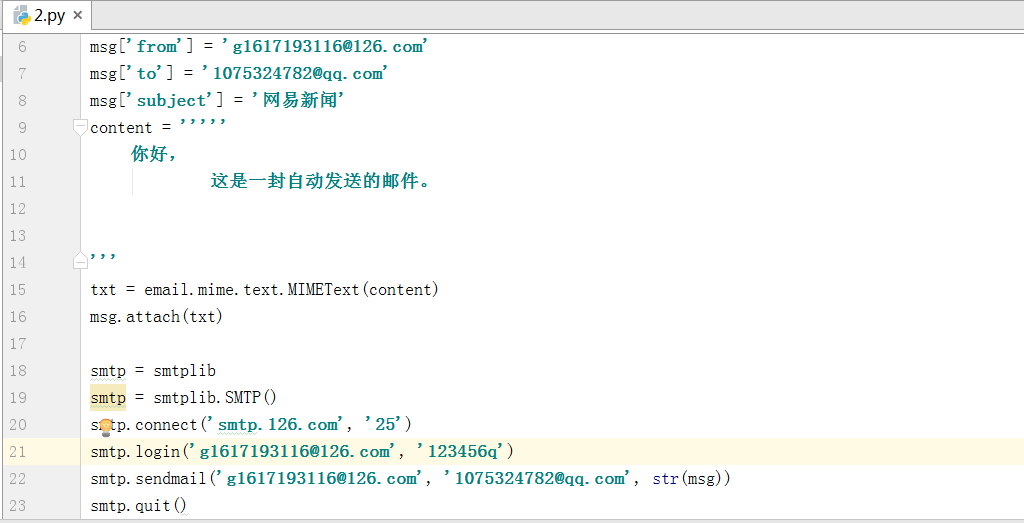 2.py ×
6 msg['from'] = 'g1617193116@126.com'
7 msg['to'] = '1075324782@qq.com'
8 msg['subject'] = '网易新闻'
9 content = '''''
10 你好，
11 这是一封自动发送的邮件。
12
13
14 '''
15 txt = email.mime.text.MIMEText(content)
16 msg.attach(txt)
17
18 smtp = smtplib
19 smtp = smtplib.SMTP()
20 smtp.connect('smtp.126.com', '25')
21 smtp.login('g1617193116@126.com', '123456q')
22 smtp.sendmail('g1617193116@126.com', '1075324782@qq.com', str(msg))
23 smtp.quit()